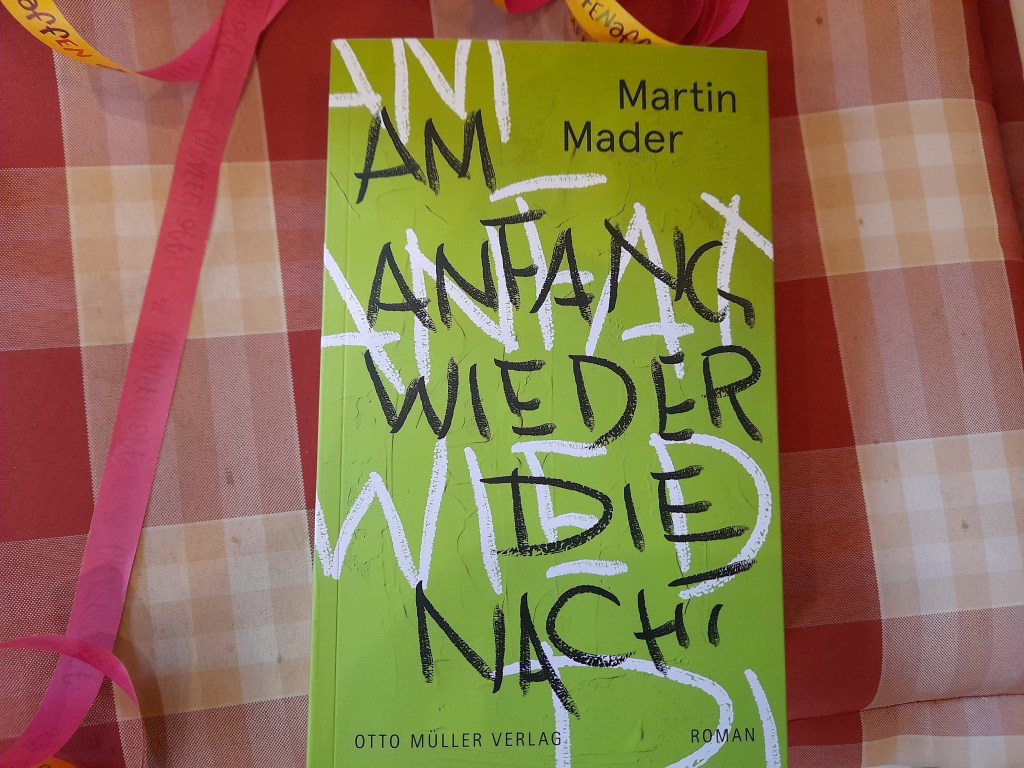 Martin
Mader
AM
ANFANG
WIEDER
DIE
NACHT
OTTO MÜLLER VERLAG
ROMAN